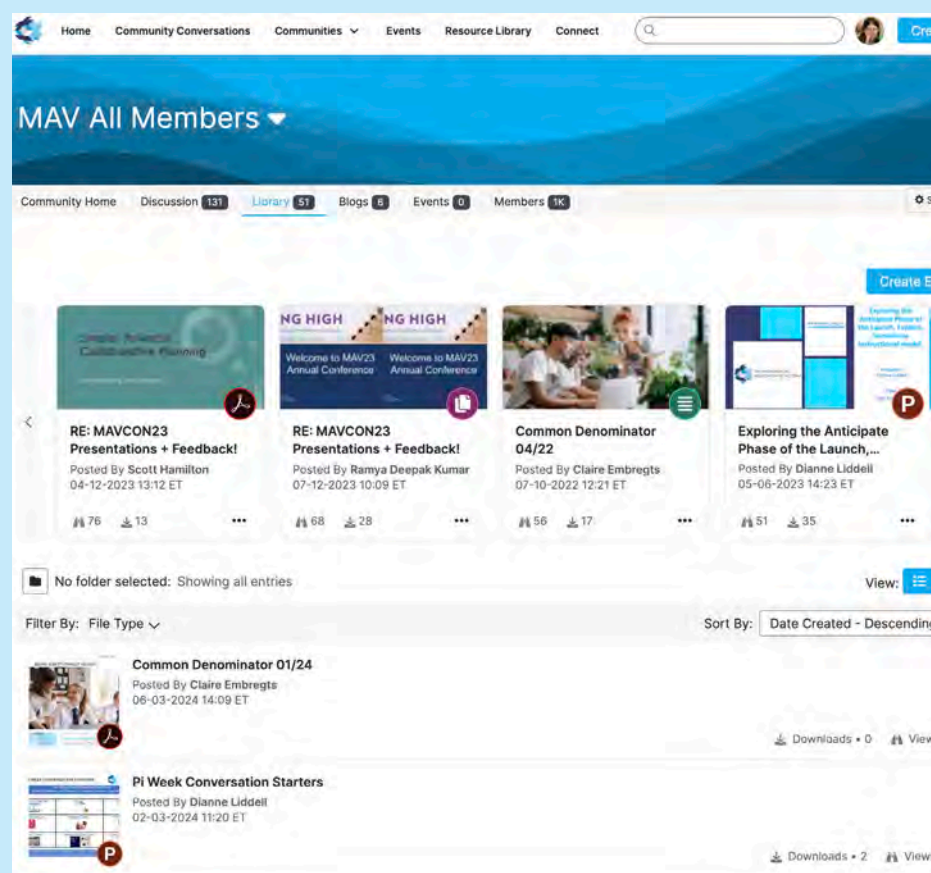 Home Community Conversations Communities Events Resource Library Connect Cre
MAV All Members
Community Home Discussion 131 Library 51 Blogs 6 Events 0 Members 1K S
Create E
NG HIGH NG HIGH
Welcome to MAV23 Annual Conference Welcome to MAV23 Annual Conference
Collaborative Planning
RE: MAVCON23
Presentations + Feedback!
Posted By Scott Hamilton
04-12-2023 13:12 ET
76 13
RE: MAVCON23
Presentations + Feedback!
Posted By Ramya Deepak Kumar
07-12-2023 10:09 ET
68 28
Common Denominator
04/22
Posted By Claire Embregts
07-10-2022 12:21 ET
56 17
Exploring the Anticipate
Phase of the Launch,...
Posted By Dianne Liddell
05-06-2023 14:23 ET
51 35
No folder selected: Showing all entries
View:
Filter By: File Type
Sort By: Date Created - Descending
Common Denominator 01/24
Posted By Claire Embregts
06-03-2024 14:09 ET
Downloads • 0 View
Pi Week Conversation Starters
Posted By Dianne Liddell
02-03-2024 11:20 ET
Downloads • 2 View